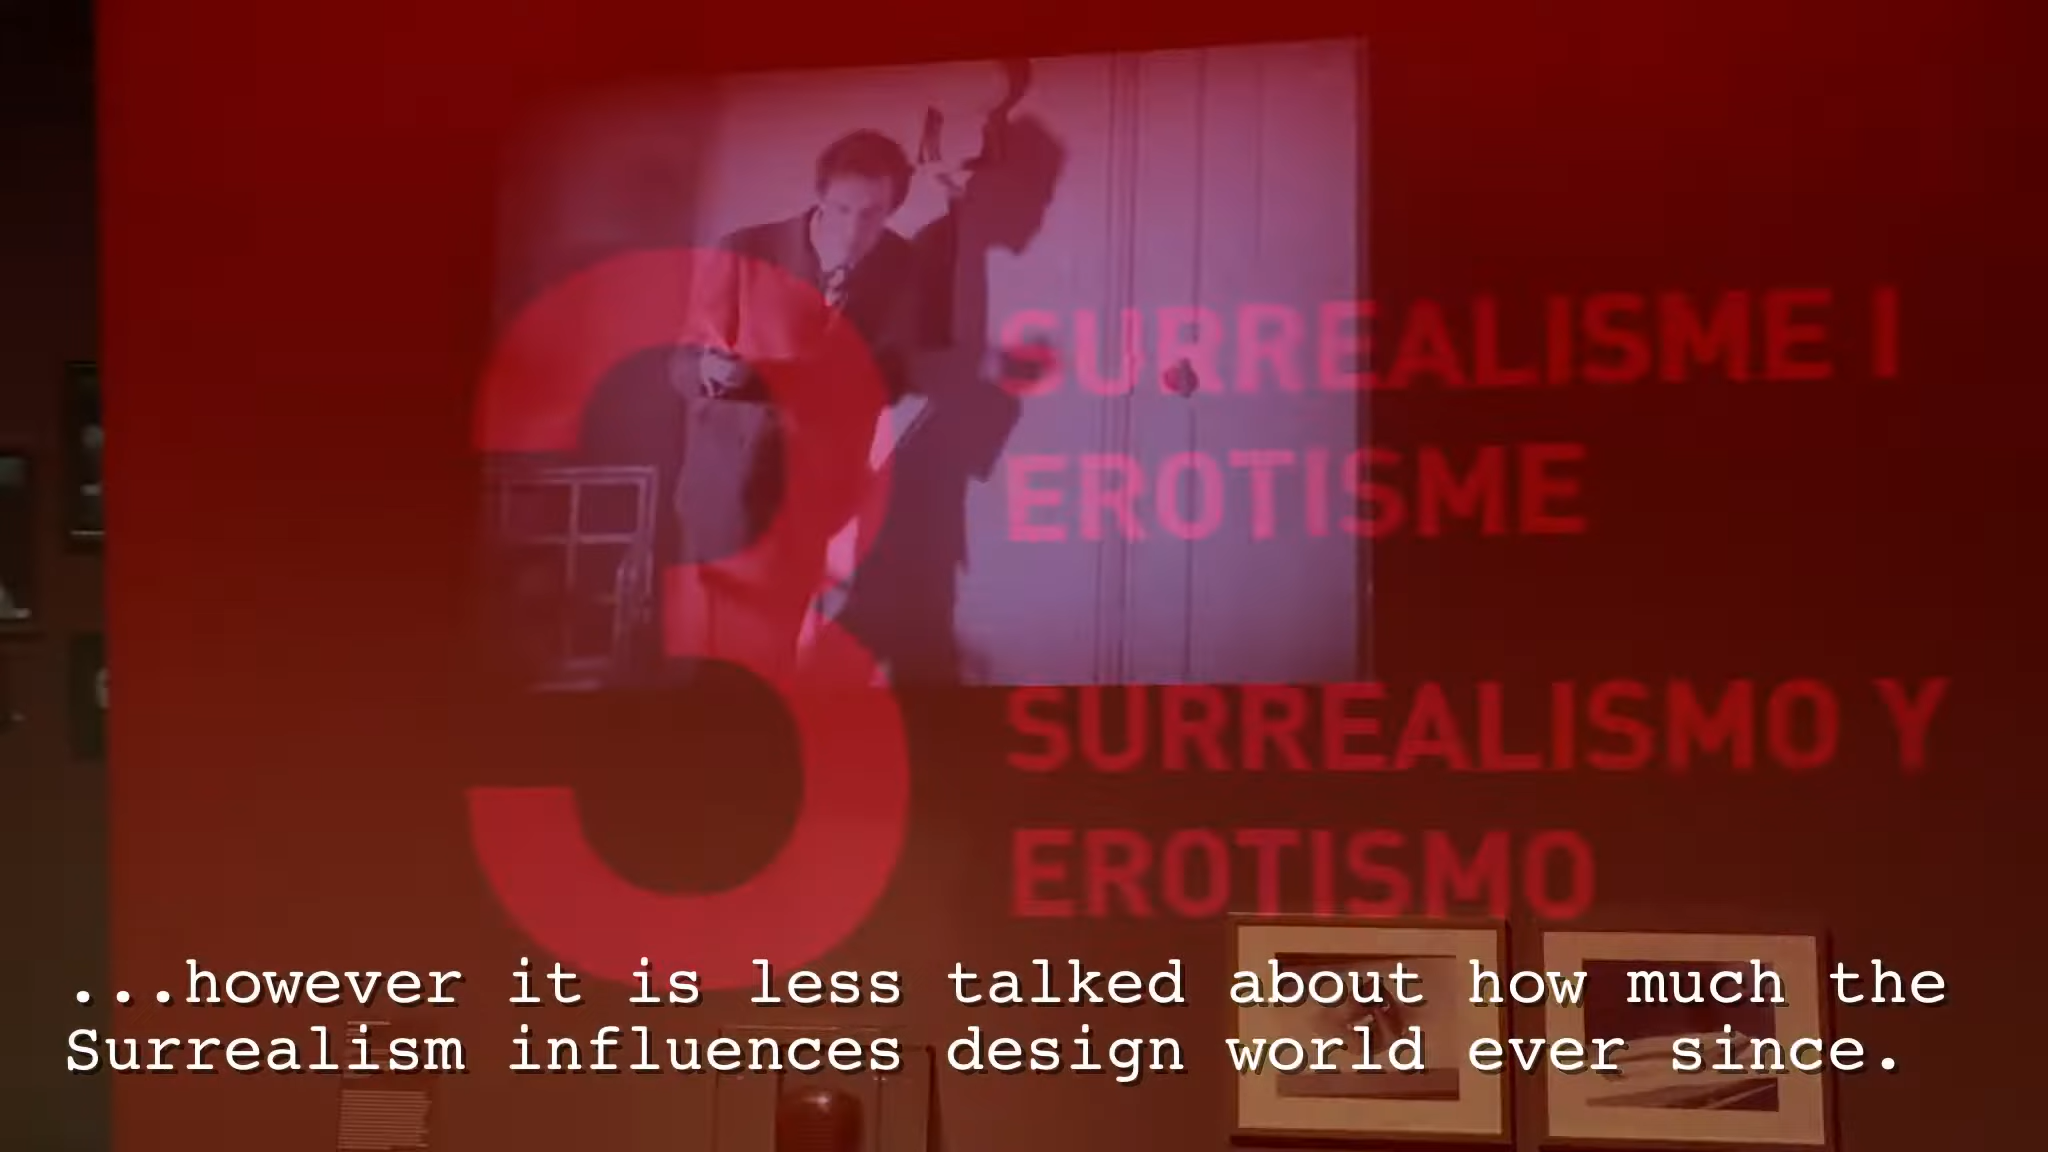 3
SURREALISME I
EROTISME
SURREALISMO Y
EROTISMO
...however it is less talked about how much the
Surrealism influences design world ever since.